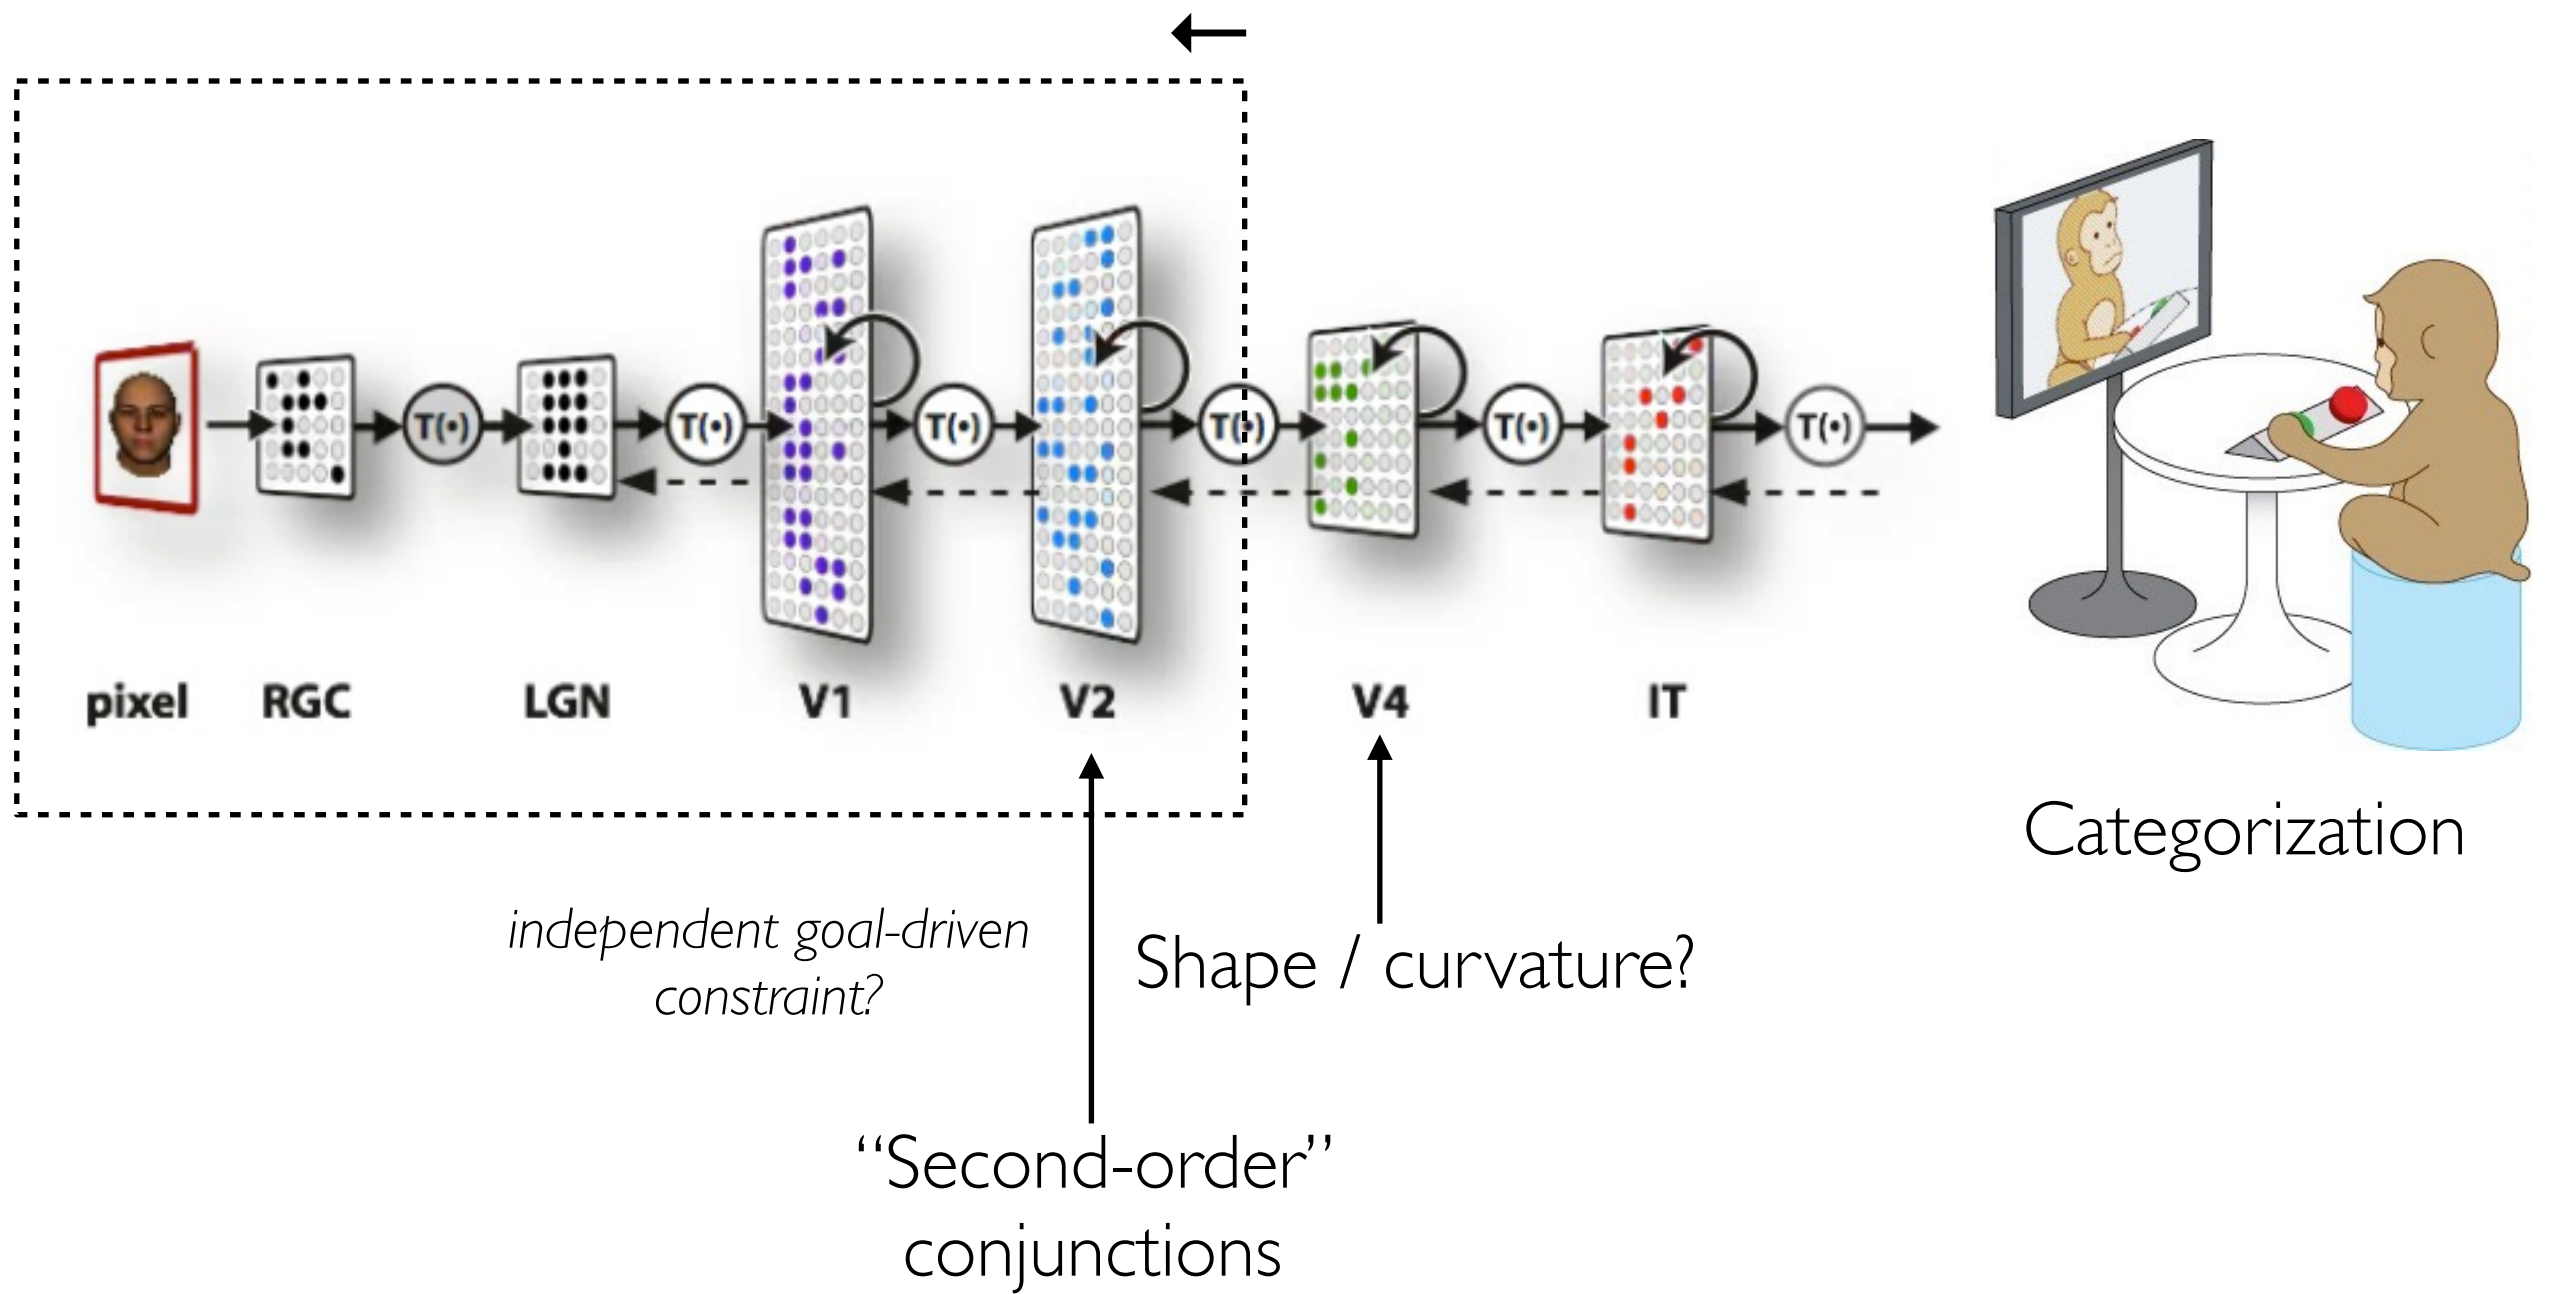 T(•) T(•) T(•) T(•) T(•) T(•)
pixel RGC LGN V1 V2 V4 IT
Categorization
independent goal-driven
constraint?
Shape / curvature?
“Second-order”
conjunctions